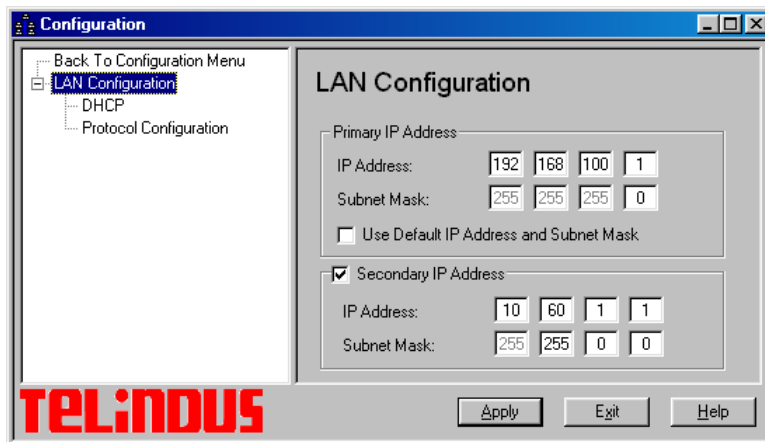 Configuration
Back To Configuration Menu
LAN Configuration
DHCP
Protocol Configuration
LAN Configuration
Primary IP Address
IP Address: 192 168 100 1
Subnet Mask: 255 255 255 0
Use Default IP Address and Subnet Mask
Secondary IP Address
IP Address: 10 60 1 1
Subnet Mask: 255 255 0 0
TELINDUS
Apply Exit Help